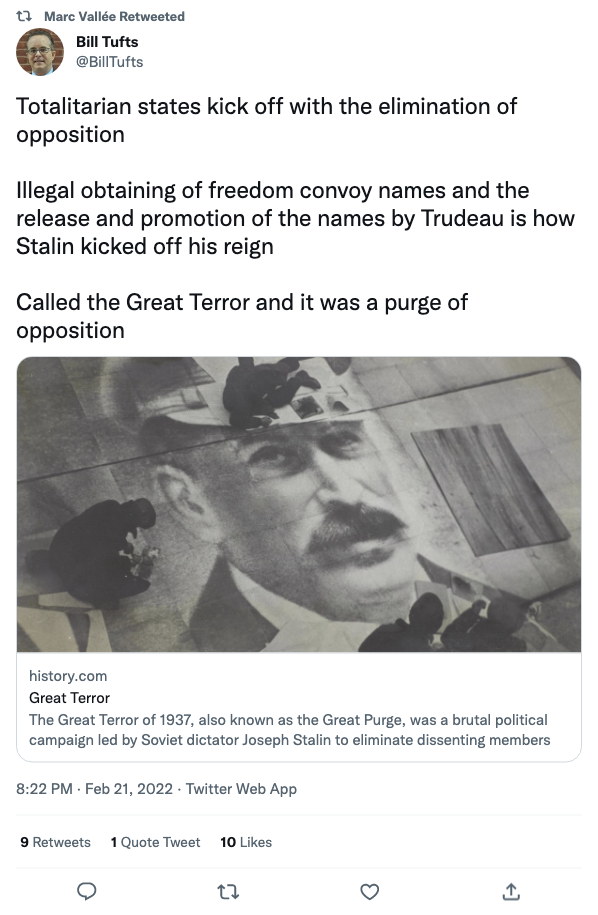 Marc Vallée Retweeted
Bill Tufts
@BillTufts
Totalitarian states kick off with the elimination of
opposition
Illegal obtaining of freedom convoy names and the
release and promotion of the names by Trudeau is how
Stalin kicked off his reign
Called the Great Terror and it was a purge of
opposition
history.com
Great Terror
The Great Terror of 1937, also known as the Great Purge, was a brutal political
campaign led by Soviet dictator Joseph Stalin to eliminate dissenting members
8:22 PM · Feb 21, 2022 · Twitter Web App
9 Retweets 1 Quote Tweet 10 Likes